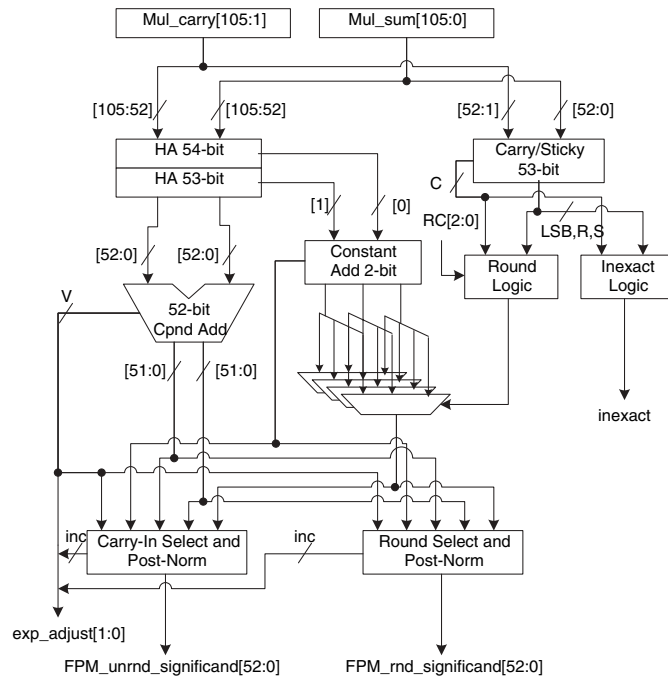 Mul_carry[105:1]
Mul_sum[105:0]
[105:52]
[105:52]
[52:1]
[52:0]
HA 54-bit
HA 53-bit
Carry/Sticky
53-bit
C
[1]
[0]
RC[2:0]
LSB,R,S
[52:0]
[52:0]
Constant
Add 2-bit
Round
Logic
Inexact
Logic
V
52-bit
Cpnd Add
[51:0]
[51:0]
inexact
inc
Carry-In Select and
Post-Norm
inc
Round Select and
Post-Norm
exp_adjust[1:0]
FPM_unrnd_significand[52:0]
FPM_rnd_significand[52:0]